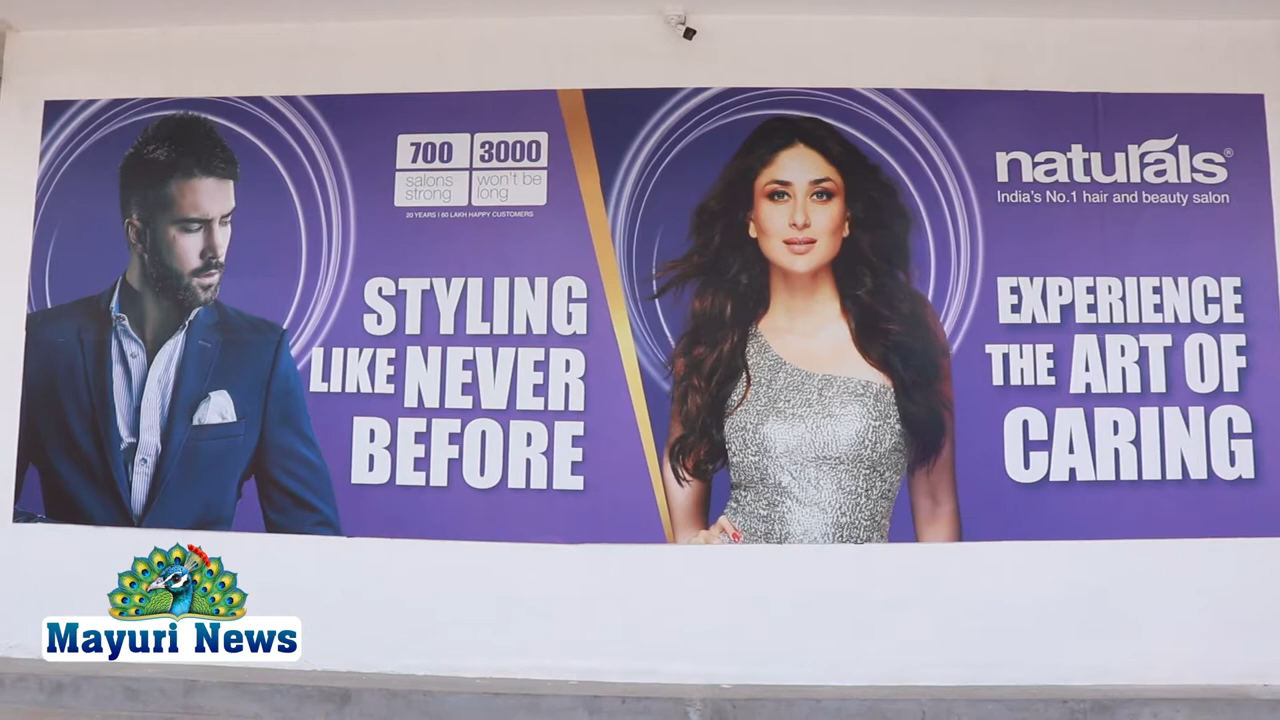 700
salons
strong
3000
won't be
long
20 YEARS I 60 LAKH HAPPY CUSTOMERS
STYLING
LIKE NEVER
BEFORE
naturals®
India's No.1 hair and beauty salon
EXPERIENCE
THE ART OF
CARING
Mayuri News